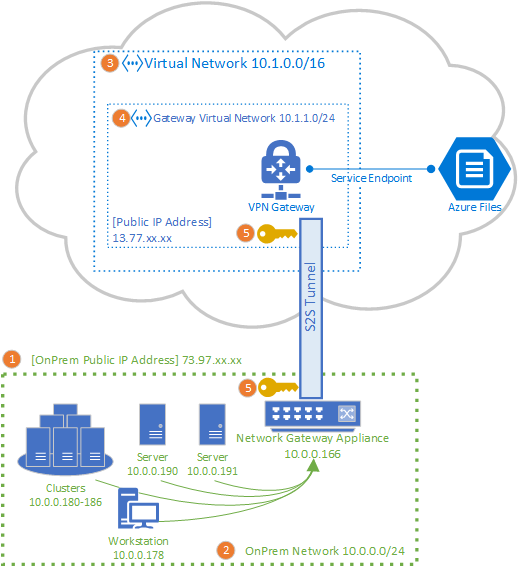 3 Virtual Network 10.1.0.0/16
4 Gateway Virtual Network 10.1.1.0/24
Service Endpoint
VPN Gateway
Azure Files
[Public IP Address]
13.77.xx.xx
5
S2S Tunnel
1 [OnPrem Public IP Address] 73.97.xx.xx
5
Network Gateway Appliance
10.0.0.166
Server
10.0.0.190
Server
10.0.0.191
Clusters
10.0.0.180-186
Workstation
10.0.0.178
2 OnPrem Network 10.0.0.0/24